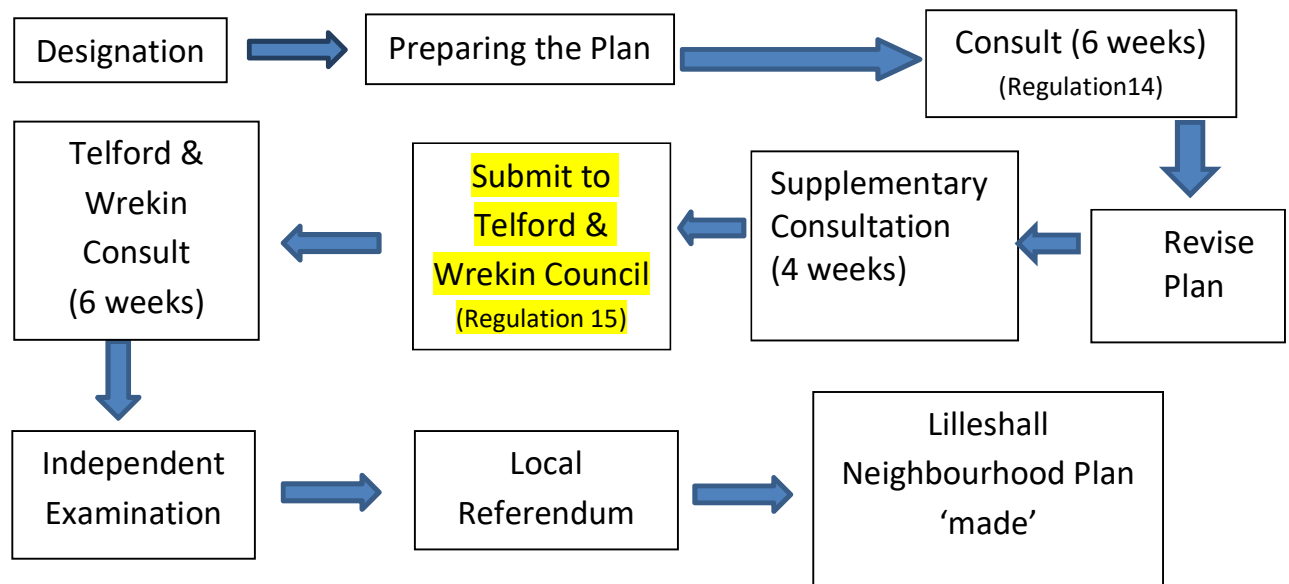 Designation
Preparing the Plan
Consult (6 weeks)
(Regulation14)
Revise
Plan
Supplementary
Consultation
(4 weeks)
Submit to
Telford &
Wrekin Council
(Regulation 15)
Telford &
Wrekin
Consult
(6 weeks)
Independent
Examination
Local
Referendum
Lilleshall
Neighbourhood Plan
‘made’